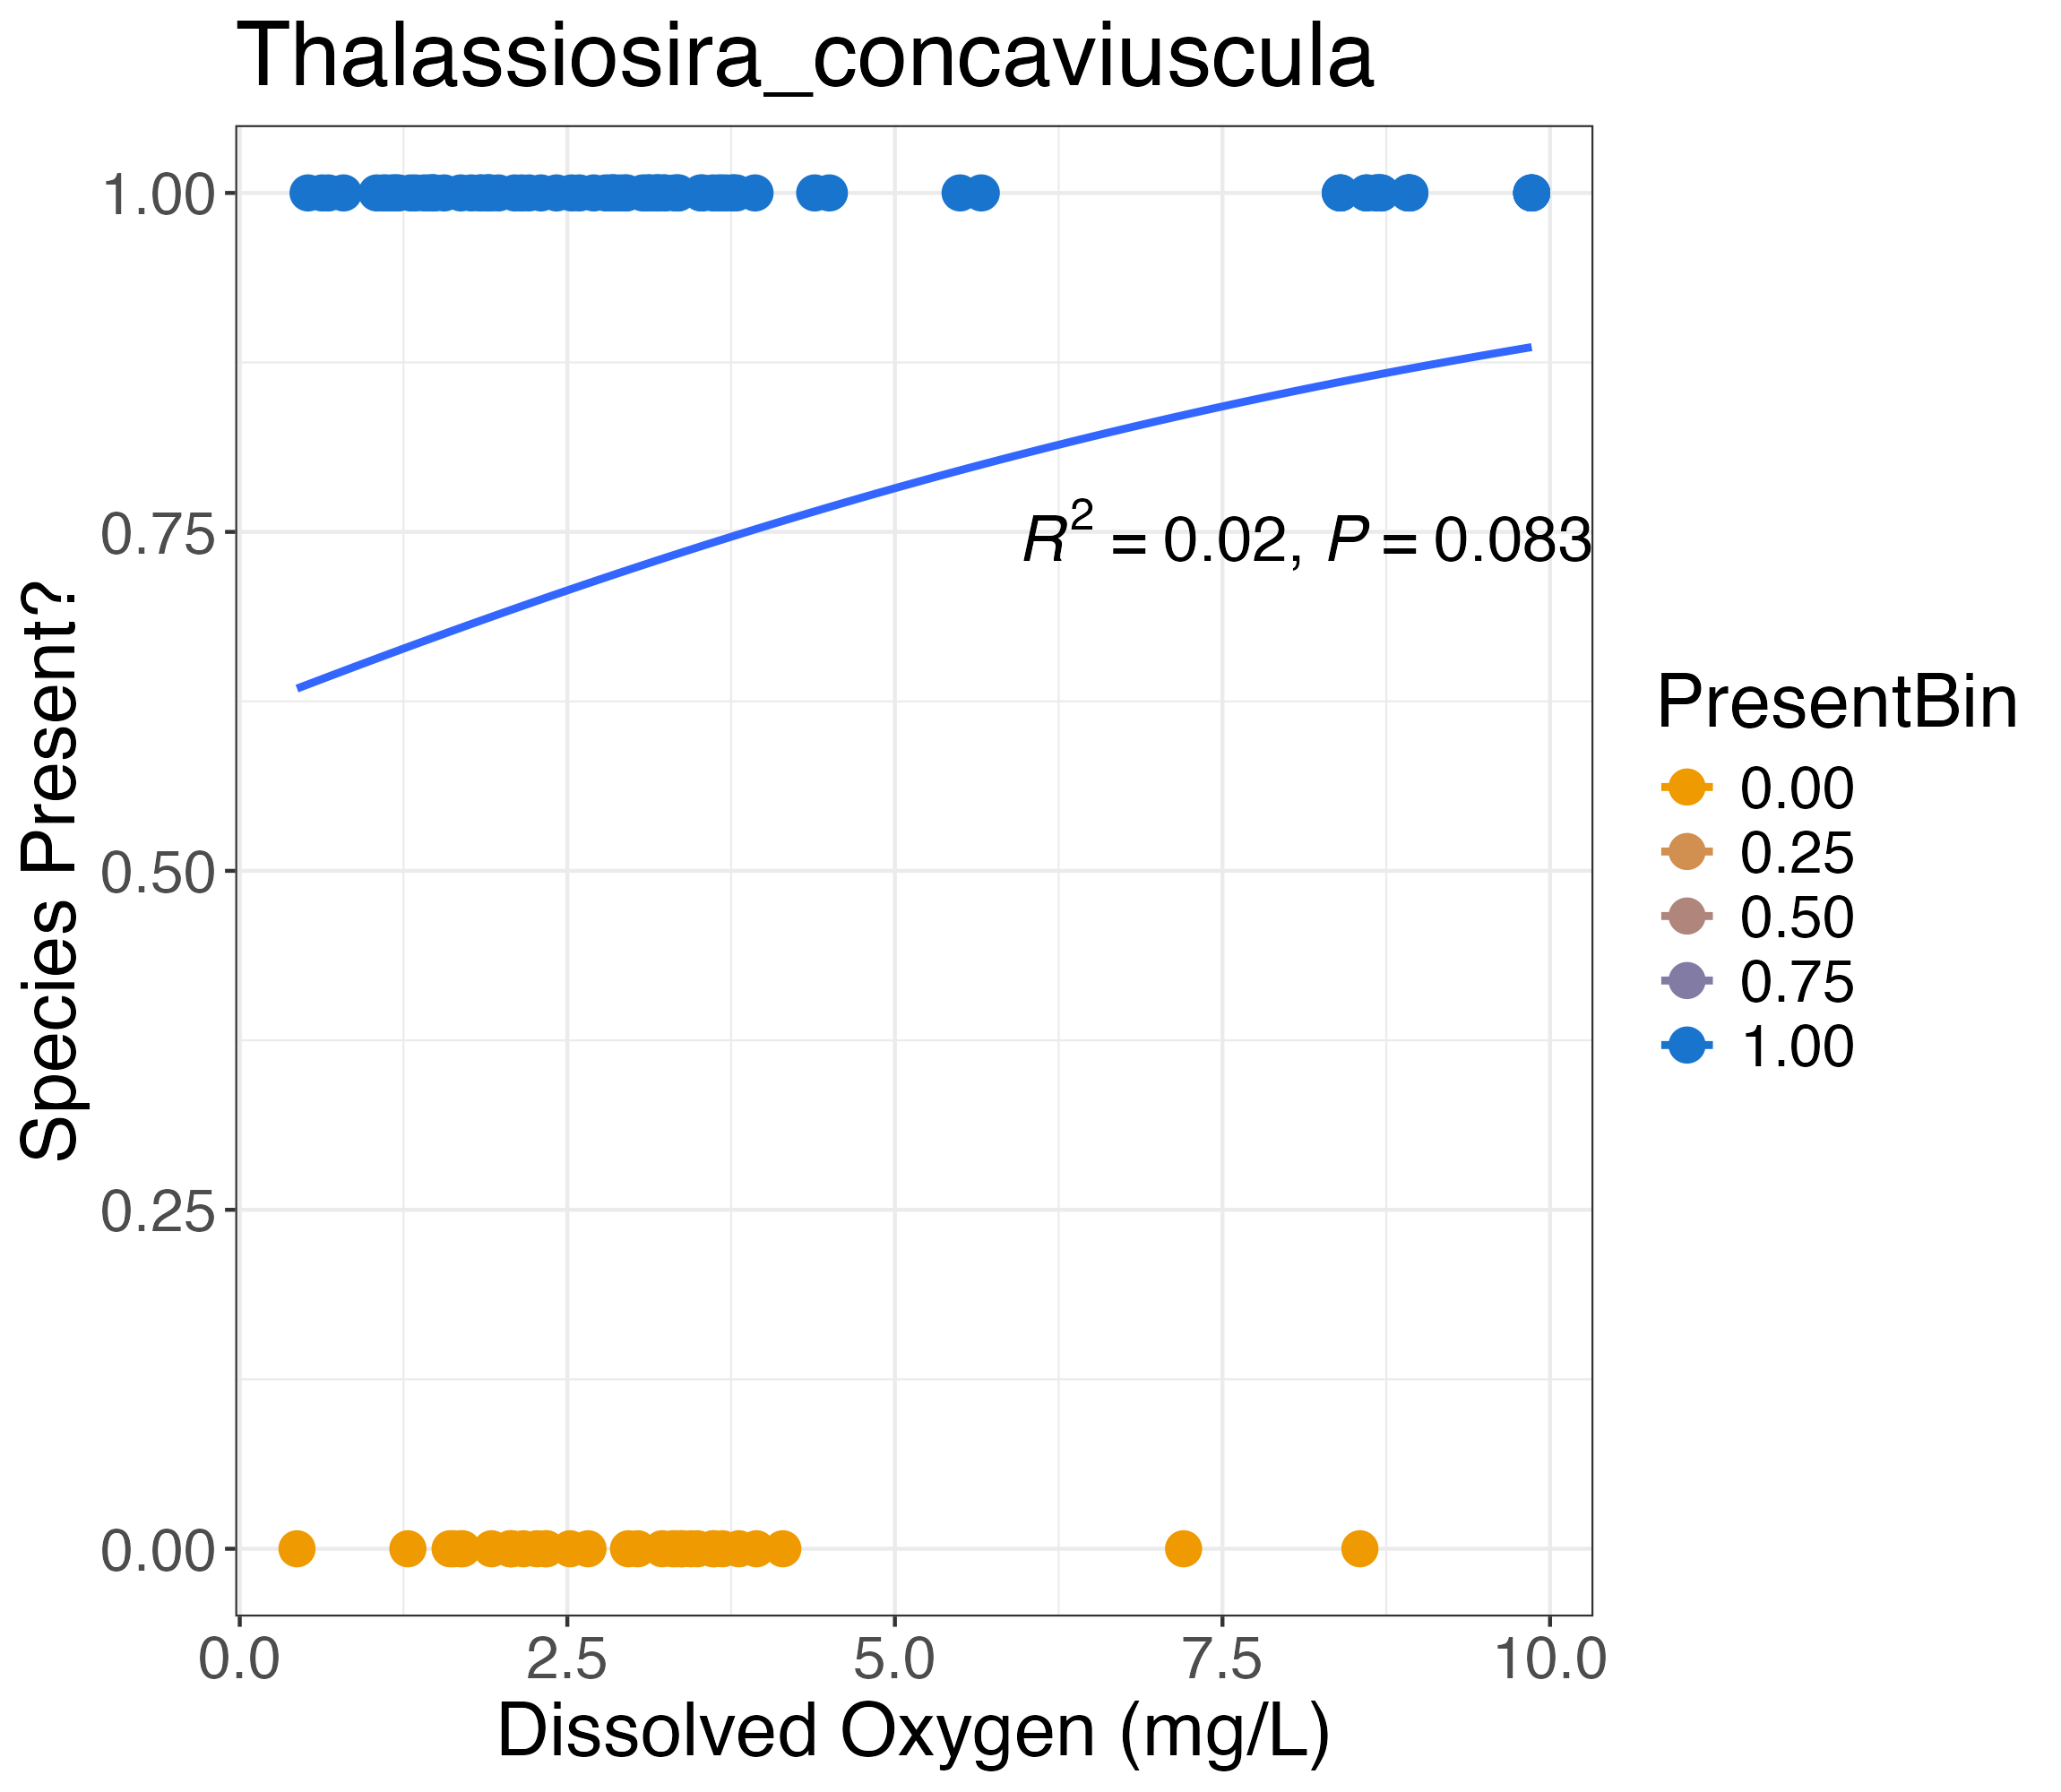 Thalassiosira_concaviuscula
1.00
0.75
0.50
0.25
0.00
Species Present?
R2 = 0.02, P = 0.083
0.0 2.5 5.0 7.5 10.0
Dissolved Oxygen (mg/L)
PresentBin
0.00
0.25
0.50
0.75
1.00